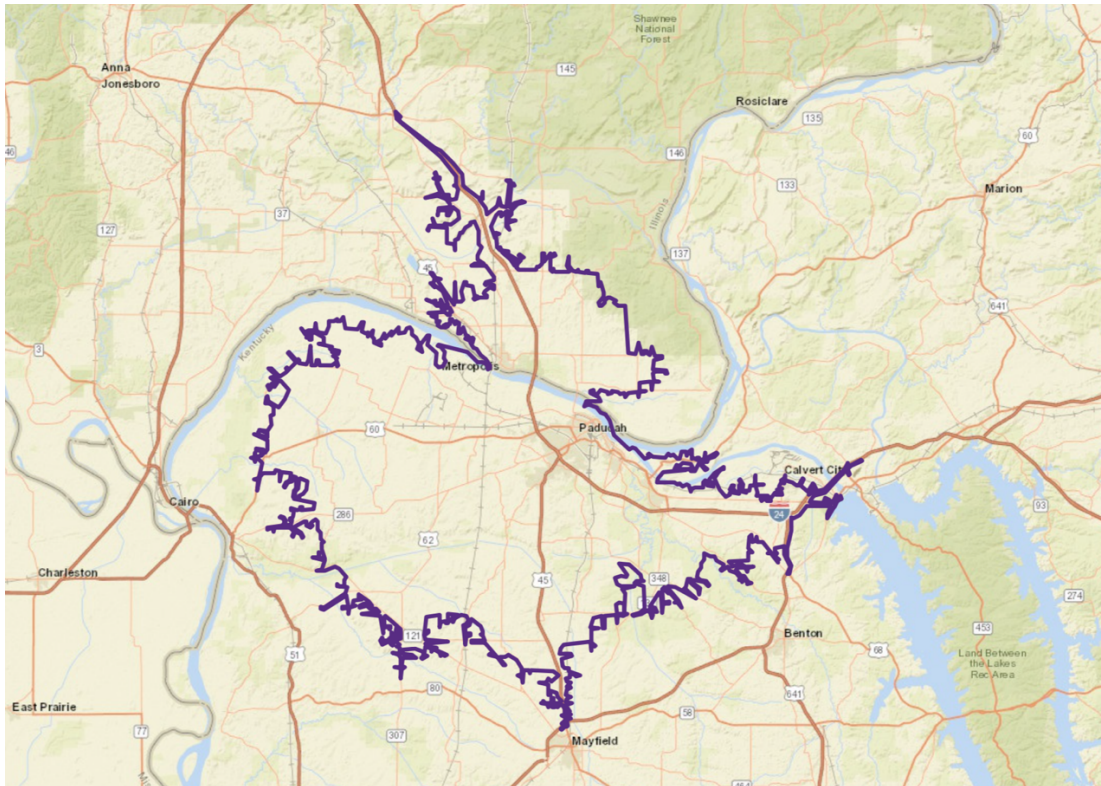 Shawnee
National
Forest
Anna
Jonesboro
145
Rosiclare
135
60
46
146
133
Marion
37
Illinois
127
137
45
641
Kentucky
3
Metropolis
60
Paducah
Calvert City
Cairo
93
286
24
62
Charleston
45
348
274
121
Benton
453
51
68
Land Between
the Lakes
Rec Area
80
641
East Prairie
58
77
307
Mayfield